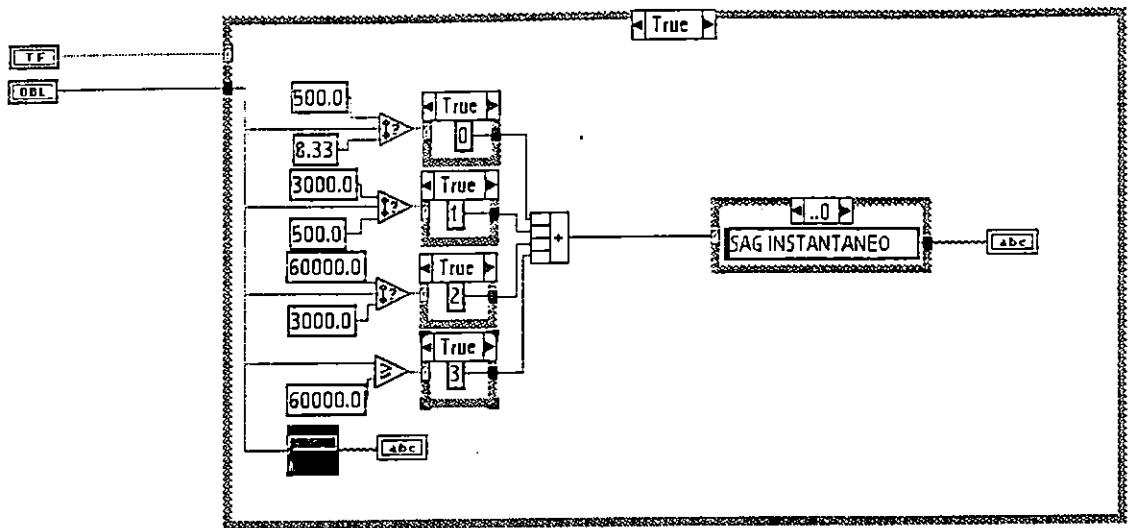 True
TF
DBL
500.0
True
0
8.33
?
3000.0
True
1
?
500.0
+
..0
SAG INSTANTANEO
abc
60000.0
True
2
?
3000.0
True
≥
3
60000.0
abc